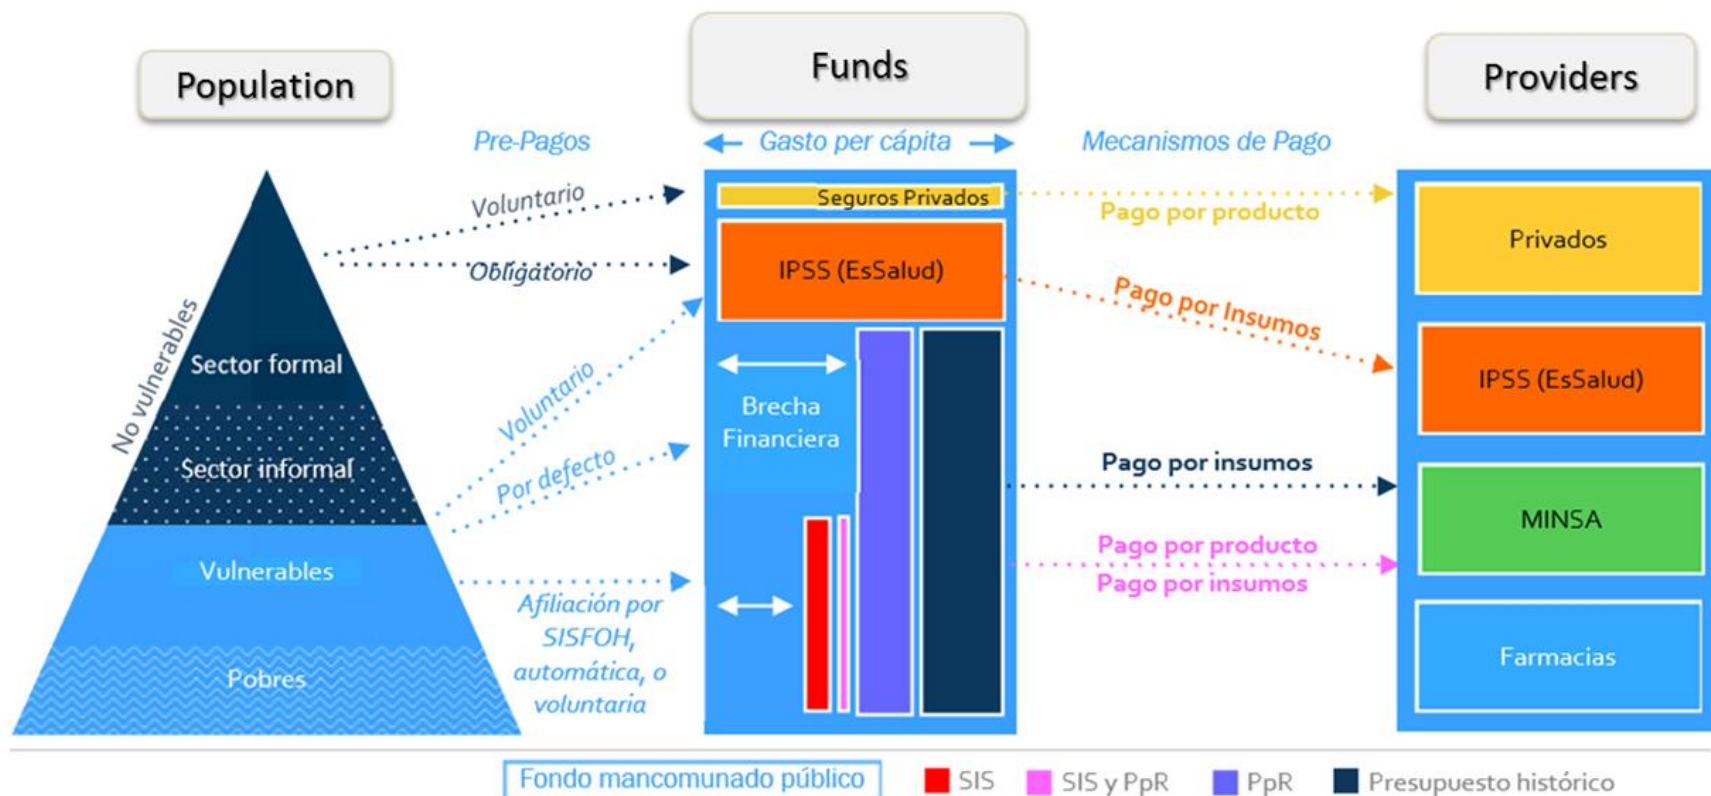 Population
Funds
Providers
Pre-Pagos
Gasto per cápita
Mecanismos de Pago
Voluntario
Obligatorio
Voluntario
Por defecto
Afiliación por
SISFOH,
automática, o
voluntaria
No vulnerables
Sector formal
Sector informal
Vulnerables
Pobres
Seguros Privados
IPSS (EsSalud)
Brecha
Financiera
Pago por producto
Pago por Insumos
Pago por insumos
Pago por producto
Pago por insumos
Privados
IPSS (EsSalud)
MINSA
Farmacias
Fondo mancomunado público
SIS
SIS y PpR
PpR
Presupuesto histórico